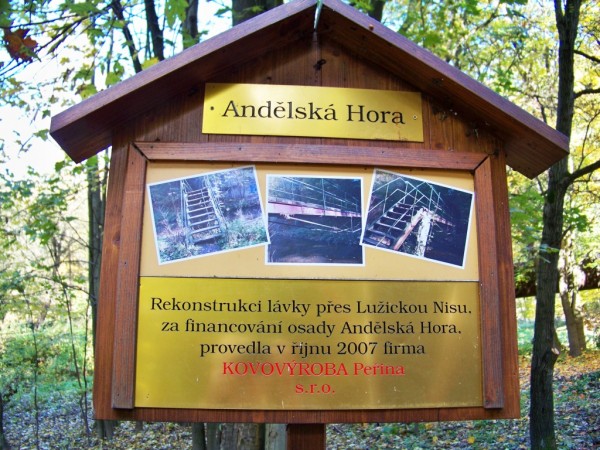 Andělská Hora
Rekonstrukci lávky přes Lužickou Nisu.
za financování osady Andělská Hora.
provedla v říjnu 2007 firma
KOVOVÝROBA Peřina
s.r.o.